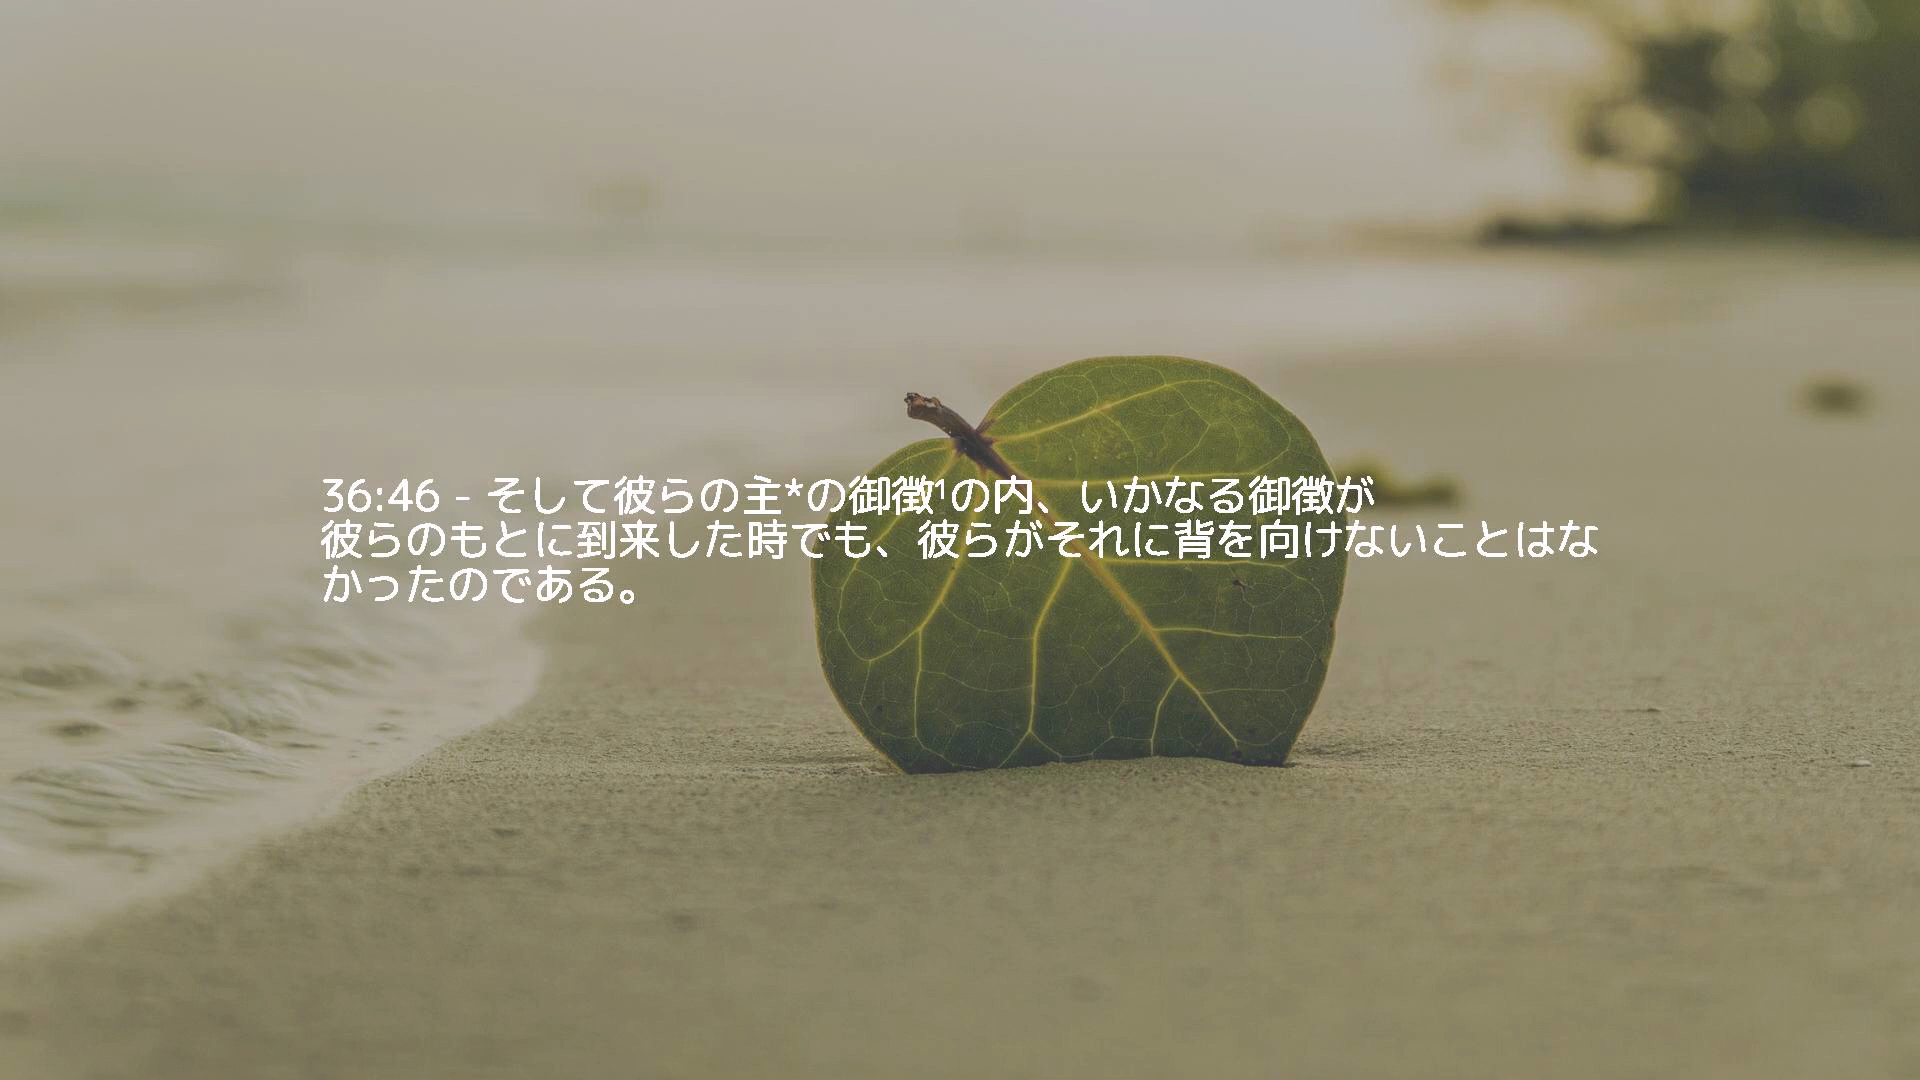 36:46 - そして彼らの主*の御徴¹の内、いかなる御徴が
彼らのもとに到来した時でも、彼らがそれに背を向けないことはな
かったのである。